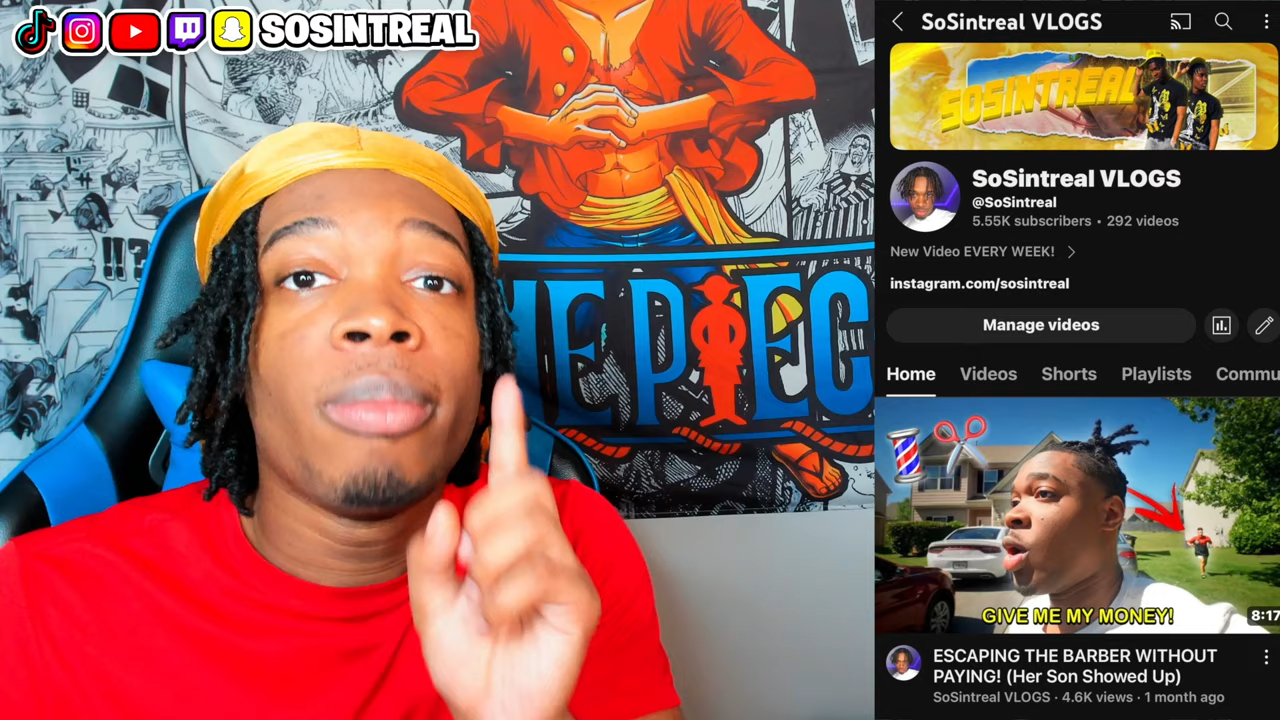 SOSINTREAL
!!?
ONE PIECE
SoSintreal VLOGS
SOSINTREAL
SoSintreal VLOGS
@SoSintreal
5.55K subscribers • 292 videos
New Video EVERY WEEK!
instagram.com/sosintreal
Manage videos
Home Videos Shorts Playlists Commu
GIVE ME MY MONEY!
8:17
ESCAPING THE BARBER WITHOUT
PAYING! (Her Son Showed Up)
SoSintreal VLOGS • 4.6K views • 1 month ago